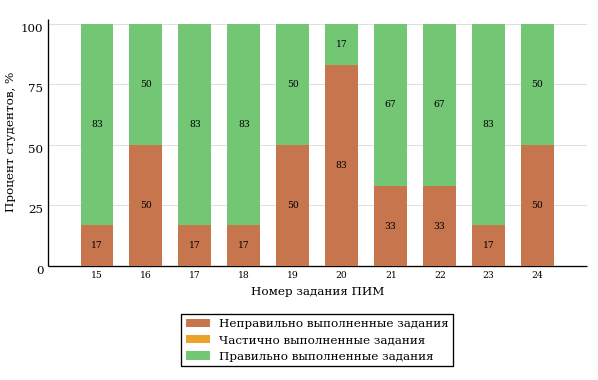 100
75
50
25
0
Процент студентов, %
83 50 83 83 50 17 67 67 83 50
17 50 17 17 50 83 33 33 17 50
15 16 17 18 19 20 21 22 23 24
Номер задания ПИМ
Неправильно выполненные задания
Частично выполненные задания
Правильно выполненные задания